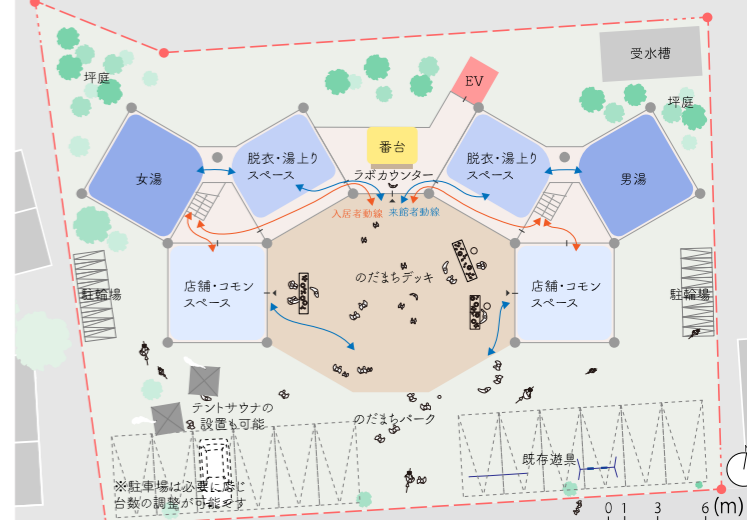 受水槽
EV
坪庭
坪庭
番台
脱衣・湯上り
スペース
脱衣・湯上り
スペース
女湯
男湯
ラボカウンター
入居者動線
来館者動線
のだまちデッキ
店舗・コモン
スペース
店舗・コモン
スペース
駐輪場
駐輪場
テントサウナの
設置も可能
のだまちパーク
既存遊具
※駐車場は必要に応じ
台数の調整が可能です
0 1 3 6 (m)